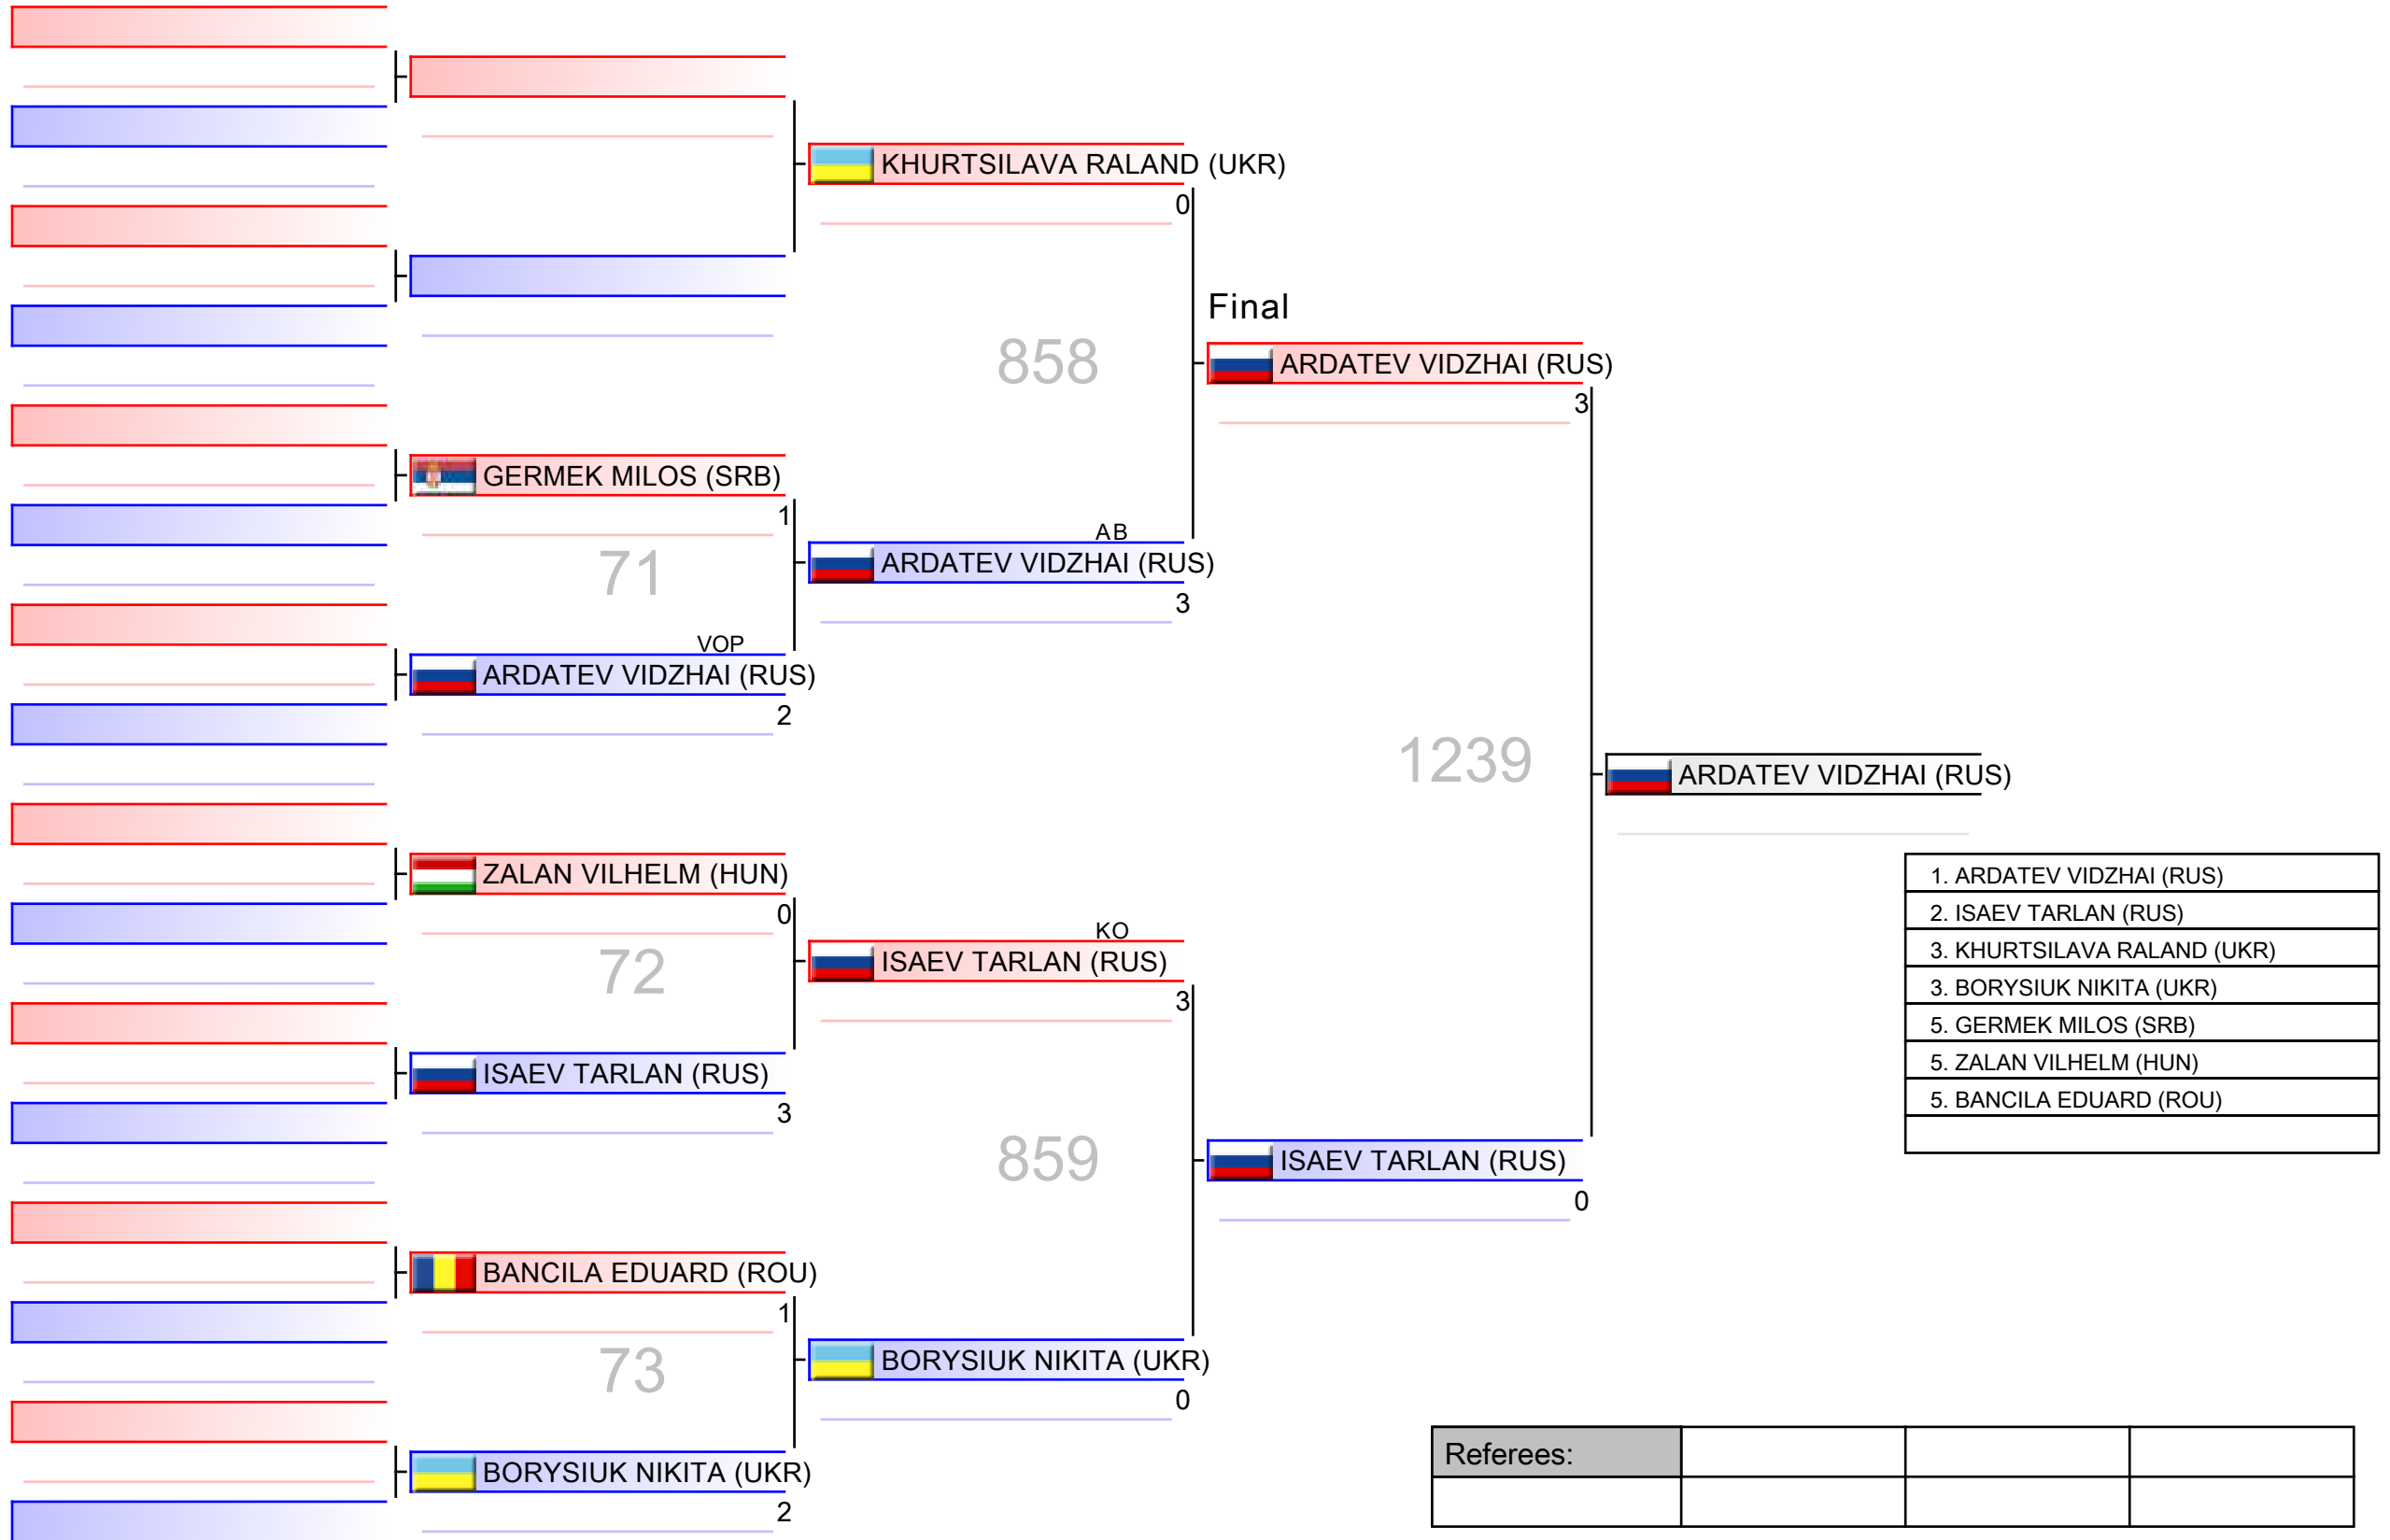 KHURTSILAVA RALAND (UKR)
0
Final
858
ARDATEV VIDZHAI (RUS)
3
GERMEK MILOS (SRB)
1
AB
71
ARDATEV VIDZHAI (RUS)
3
VOP
ARDATEV VIDZHAI (RUS)
2
1239
ARDATEV VIDZHAI (RUS)
ZALAN VILHELM (HUN)
0
KO
72
ISAEV TARLAN (RUS)
3
ISAEV TARLAN (RUS)
3
859
ISAEV TARLAN (RUS)
0
BANCILA EDUARD (ROU)
1
73
BORYSIUK NIKITA (UKR)
0
BORYSIUK NIKITA (UKR)
2
1. ARDATEV VIDZHAI (RUS)
2. ISAEV TARLAN (RUS)
3. KHURTSILAVA RALAND (UKR)
3. BORYSIUK NIKITA (UKR)
5. GERMEK MILOS (SRB)
5. ZALAN VILHELM (HUN)
5. BANCILA EDUARD (ROU)
Referees: